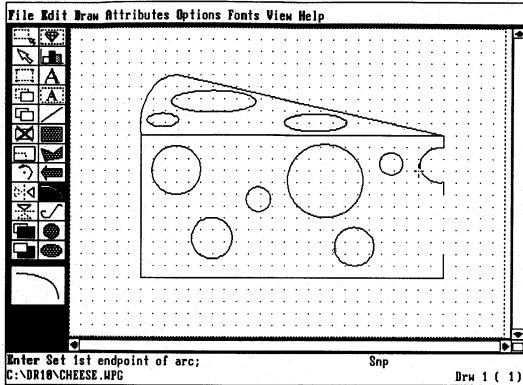 File Edit Draw Attributes Options Fonts View Help
A
A
Enter Set 1st endpoint of arc; Snp
C:\DR10\CHEESE.WPG Drw 1 ( 1)